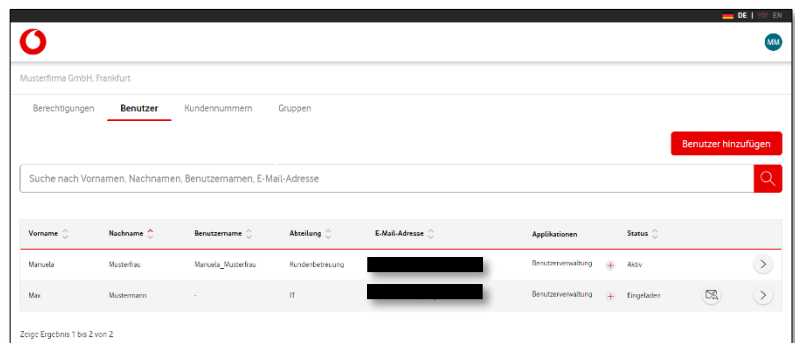 DE | EN
MM
Musterfirma GmbH, Frankfurt
Berechtigungen Benutzer Kundennummern Gruppen
Benutzer hinzufügen
Suche nach Vornamen, Nachnamen, Benutzernamen, E-Mail-Adresse
Vorname Nachname Benutzername Abteilung E-Mail-Adresse Applikationen Status
Manuela Musterfrau Manuela_Musterfrau Kundenbetreuung Benutzerverwaltung + Aktiv
Max Mustermann - IT Benutzerverwaltung + Eingeladen
Zeige Ergebnis 1 bis 2 von 2